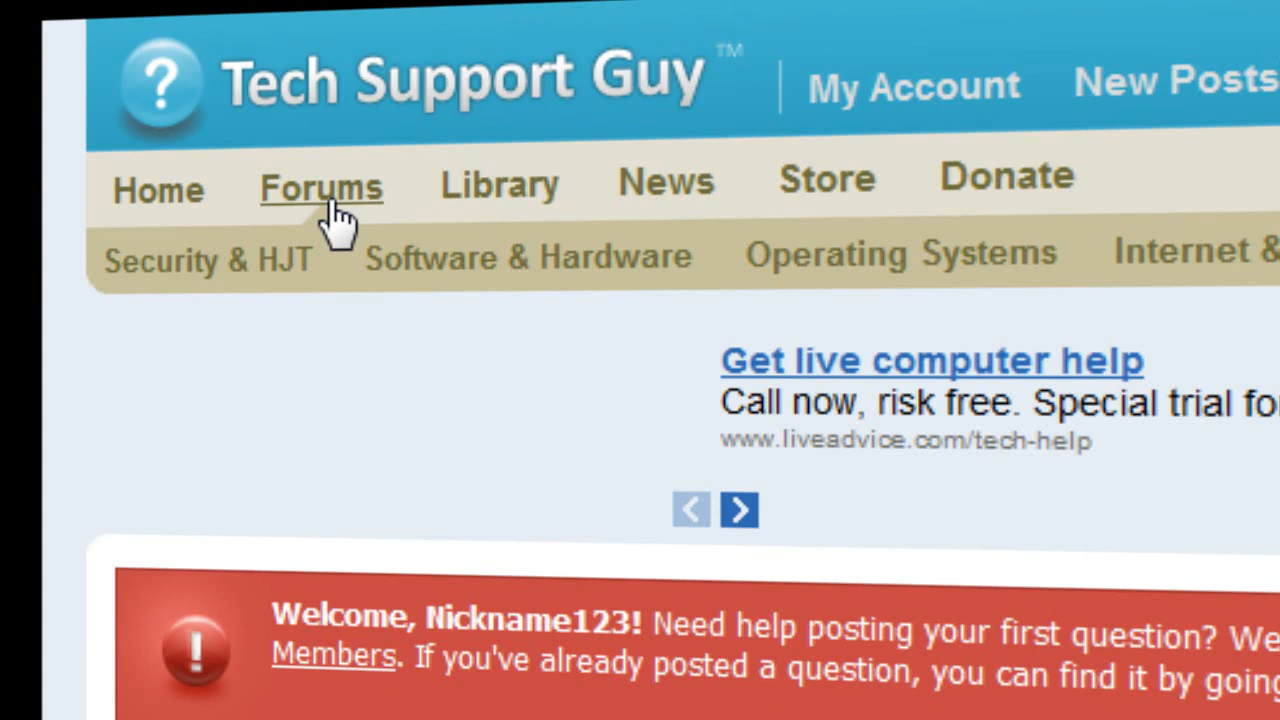 ? Tech Support Guy ™ My Account New Posts
Home Forums Library News Store Donate
Security & HJT Software & Hardware Operating Systems Internet &
Get live computer help
Call now, risk free. Special trial
www.liveadvice.com/tech-help
! Welcome, Nickname123! Need help posting your first question? We
Members. If you've already posted a question, you can find it by going